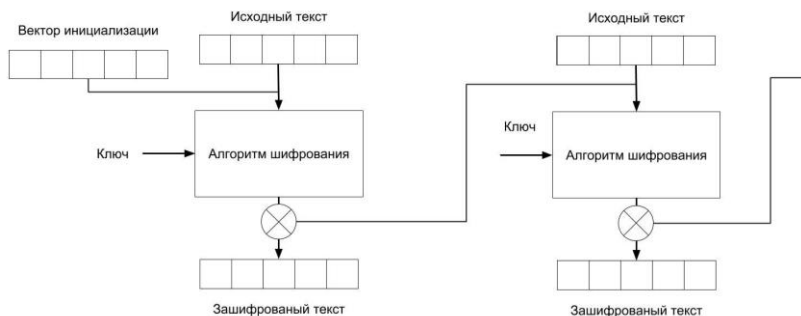 Исходный текст
Исходный текст
Вектор инициализации
Ключ
Алгоритм шифрования
Ключ
Алгоритм шифрования
Зашифрованый текст
Зашифрованый текст